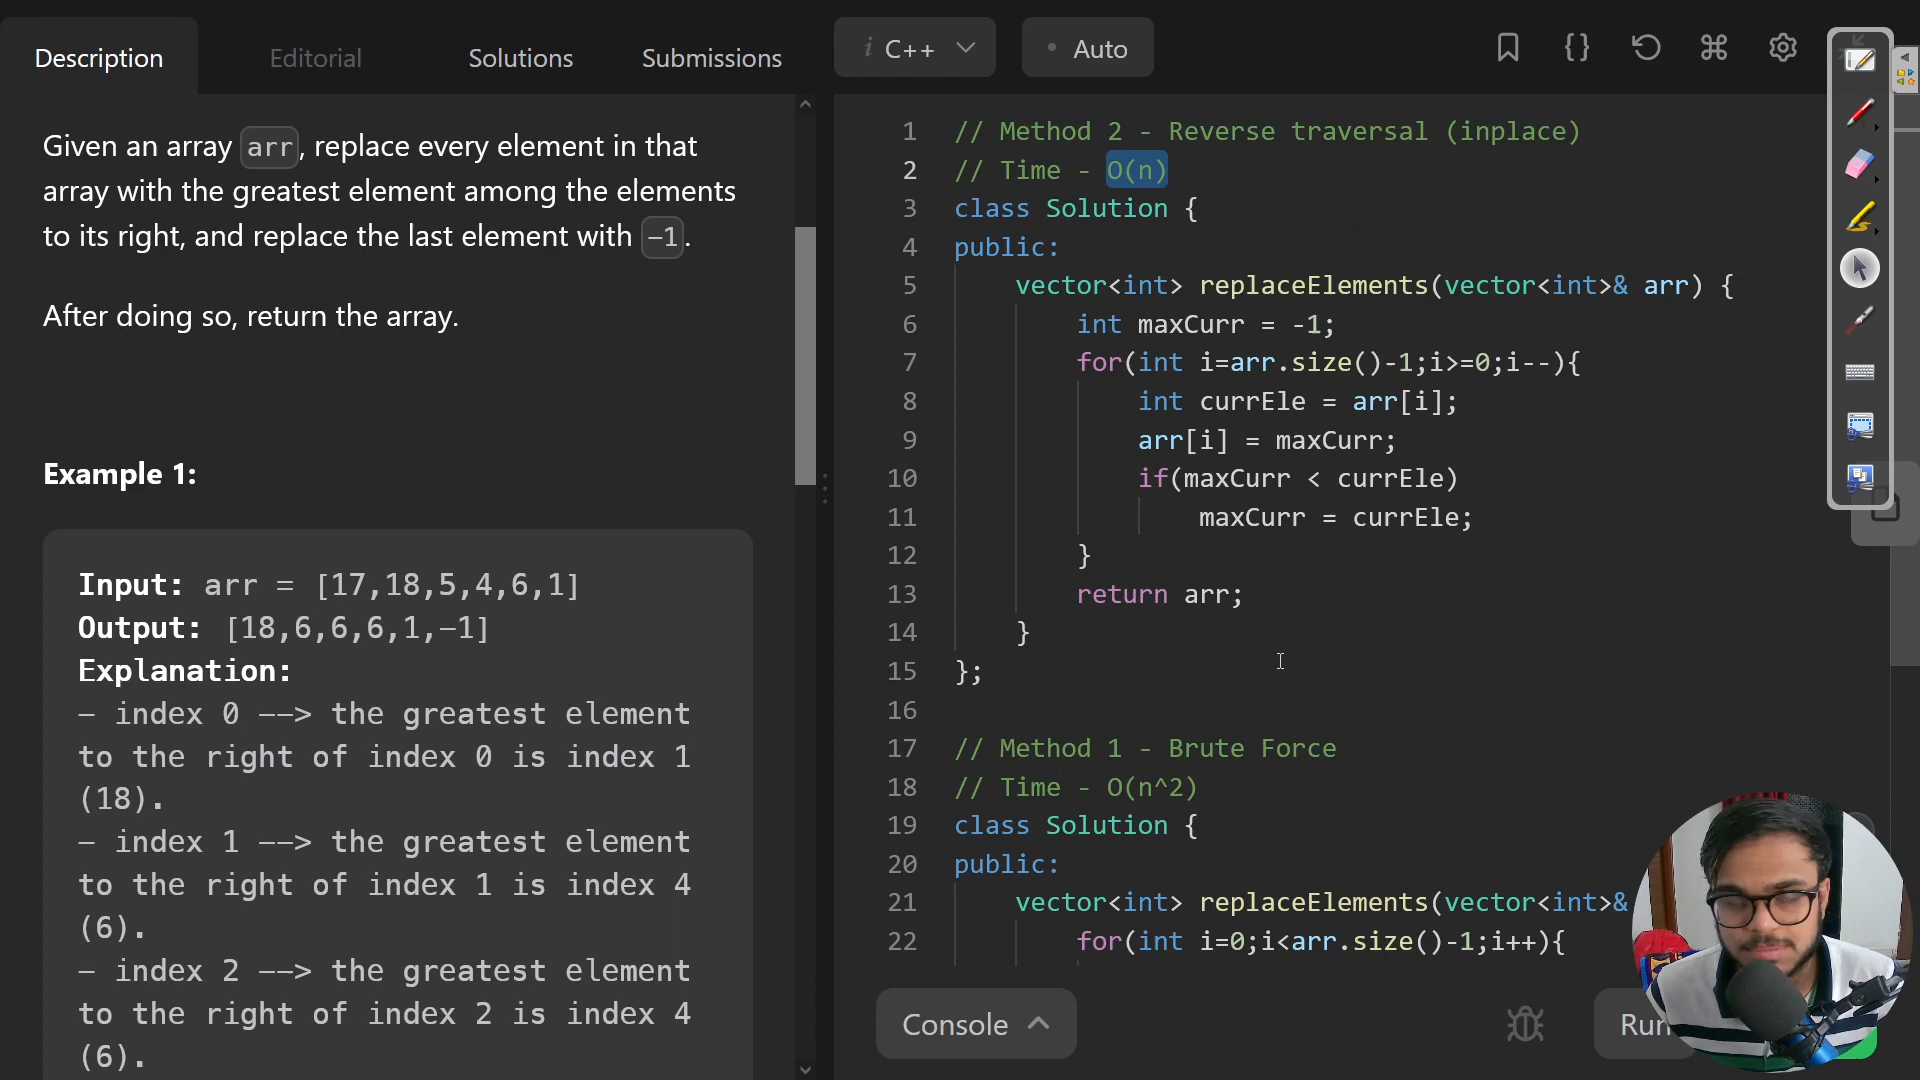 Description
Editorial
Solutions
Submissions
Given an array arr, replace every element in that
array with the greatest element among the elements
to its right, and replace the last element with −1.
After doing so, return the array.
Example 1:
Input: arr = [17,18,5,4,6,1]
Output: [18,6,6,6,1,−1]
Explanation:
− index 0 −−> the greatest element
to the right of index 0 is index 1
(18).
− index 1 −−> the greatest element
to the right of index 1 is index 4
(6).
− index 2 −−> the greatest element
to the right of index 2 is index 4
(6).
i C++
• Auto
1 // Method 2 - Reverse traversal (inplace)
2 // Time - O(n)
3 class Solution {
4 public:
5 vector<int> replaceElements(vector<int>& arr) {
6 int maxCurr = -1;
7 for(int i=arr.size()-1;i>=0;i--){
8 int currEle = arr[i];
9 arr[i] = maxCurr;
10 if(maxCurr < currEle)
11 maxCurr = currEle;
12 }
13 return arr;
14 }
15 };
16
17 // Method 1 - Brute Force
18 // Time - O(n^2)
19 class Solution {
20 public:
21 vector<int> replaceElements(vector<int>&
22 for(int i=0;i<arr.size()-1;i++){
Console
Run